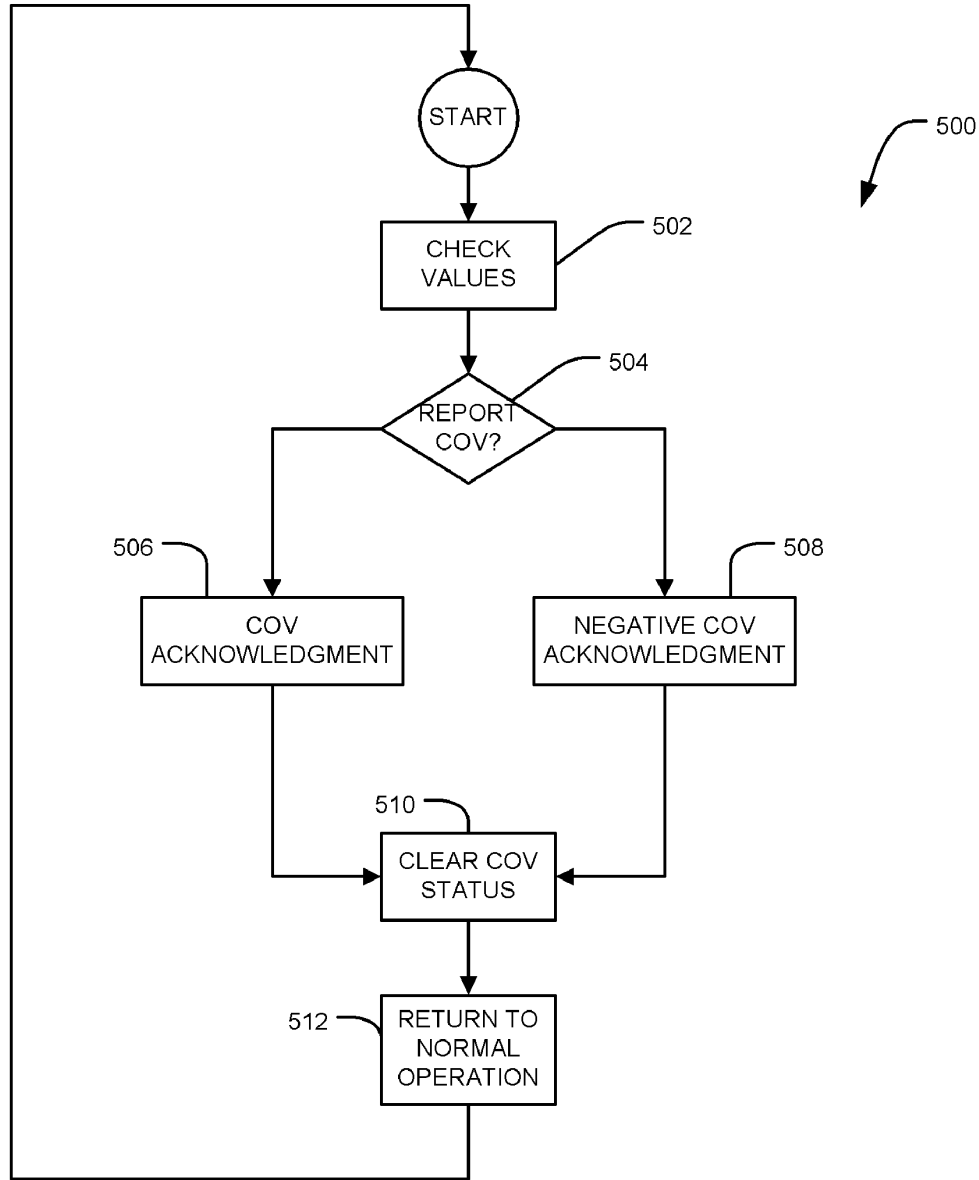 START
500
502
CHECK
VALUES
504
REPORT
COV?
506
508
COV
ACKNOWLEDGMENT
NEGATIVE COV
ACKNOWLEDGMENT
510
CLEAR COV
STATUS
512
RETURN TO
NORMAL
OPERATION